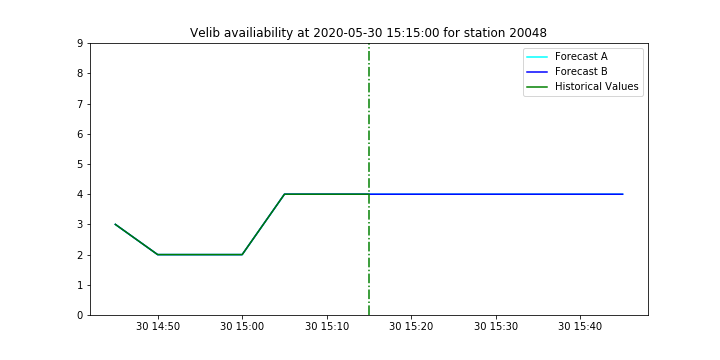 Velib availiability at 2020-05-30 15:15:00 for station 20048
9
8
7
6
5
4
3
2
1
0
Forecast A
Forecast B
Historical Values
30 14:50 30 15:00 30 15:10 30 15:20 30 15:30 30 15:40